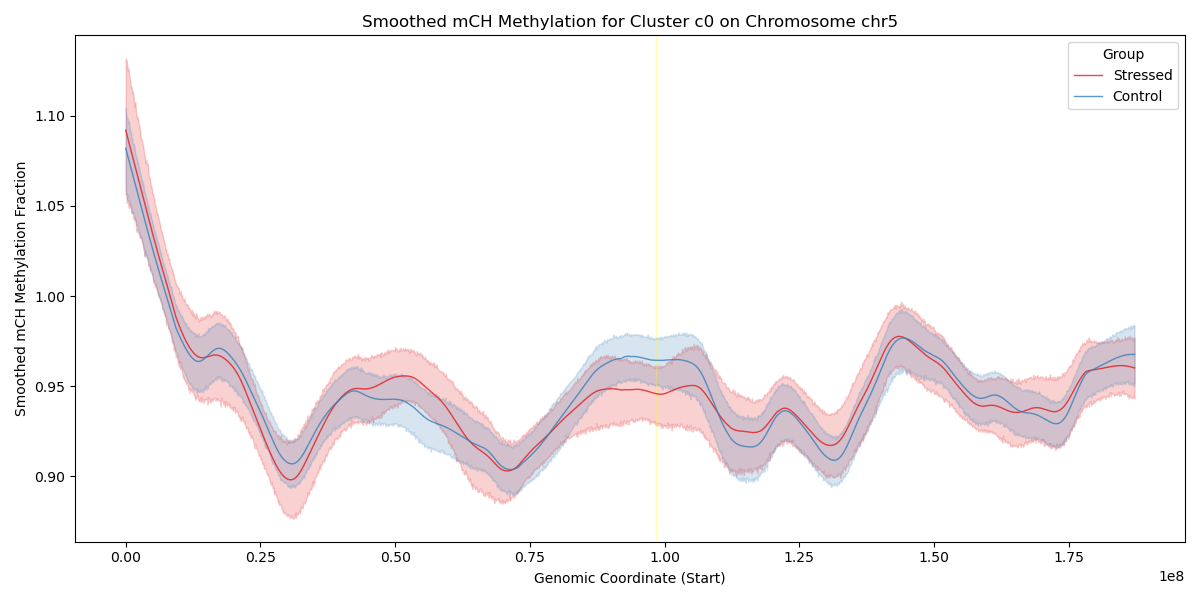 Smoothed mCH Methylation for Cluster c0 on Chromosome chr5
Group
Stressed
Control
Smoothed mCH Methylation Fraction
1.10
1.05
1.00
0.95
0.90
0.00
0.25
0.50
0.75
1.00
1.25
1.50
1.75
1e8
Genomic Coordinate (Start)